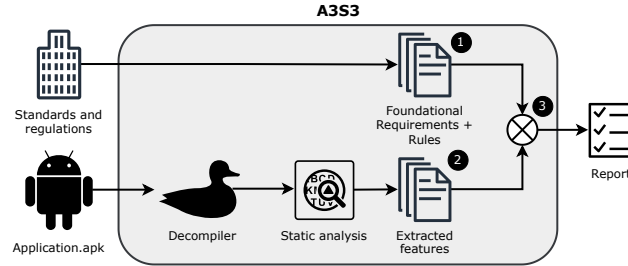 A3S3
1
Standards and
regulations
Foundational
Requirements +
Rules
3
2
Report
Application.apk
Decompiler
Static analysis
Extracted
features